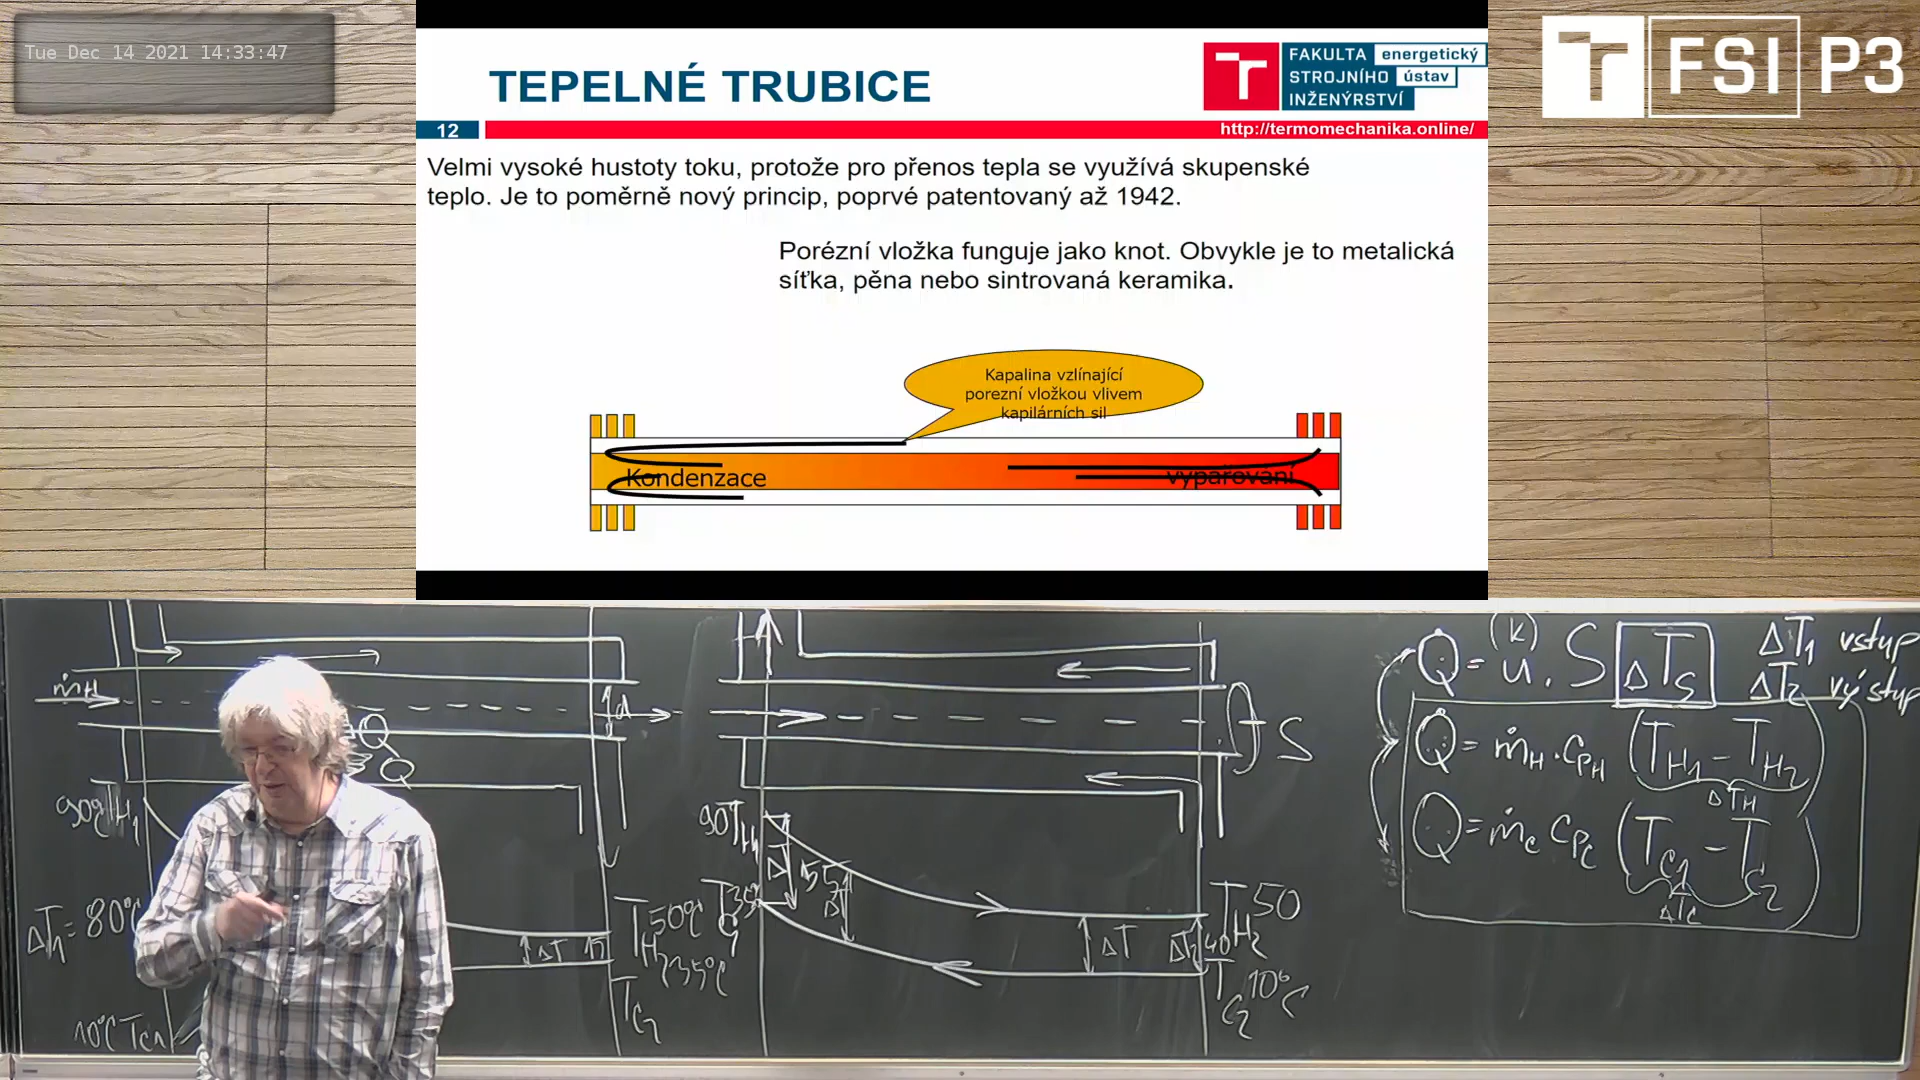 Tue Dec 14 2021 14:33:47
TEPELNÉ TRUBICE
FAKULTA energetický
STROJNÍHO ústav
INŽENÝRSTVÍ
FSI P3
12
http://termomechanika.online/
Velmi vysoké hustoty toku, protože pro přenos tepla se využívá skupenské
teplo. Je to poměrně nový princip, poprvé patentovaný až 1942.
Porézní vložka funguje jako knot. Obvykle je to metalická
síťka, pěna nebo sintrovaná keramika.
Kapalina vzlínající
porezní vložkou vlivem
kapilárních sil
Kondenzace
vypařování
ṁH
d
Q
Q
90°C TH1
ΔT1 = 80°C
10°C TC1
ΔT
15
TH2 50°C
35°C
TC2
H
S
90 TH1
ΔT 55
ΔT
35
TC1
ΔT
ΔT2 40
TH2 50
TC2 10°C
(k)
Q = u . S ΔTS
ΔT1 vstup
ΔT2 výstup
Q = ṁH · cPH (TH1 - TH2)
ΔTH
Q = ṁC cPC (TC1 - TC2)
ΔTC